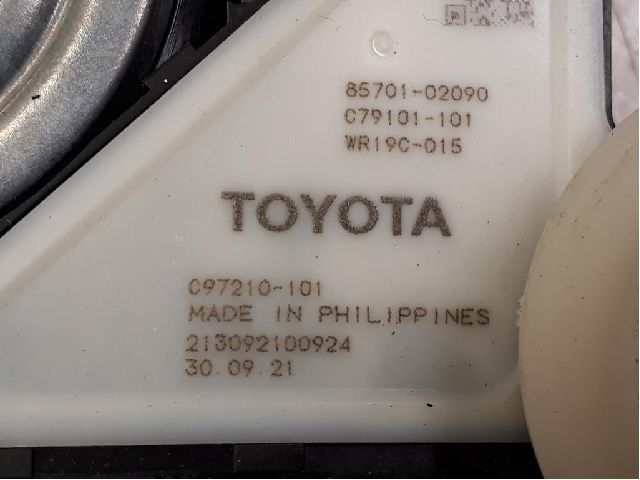 85701-02090
C79101-101
WR19C-015
TOYOTA
C97210-101
MADE IN PHILIPPINES
213092100924
30.09.21